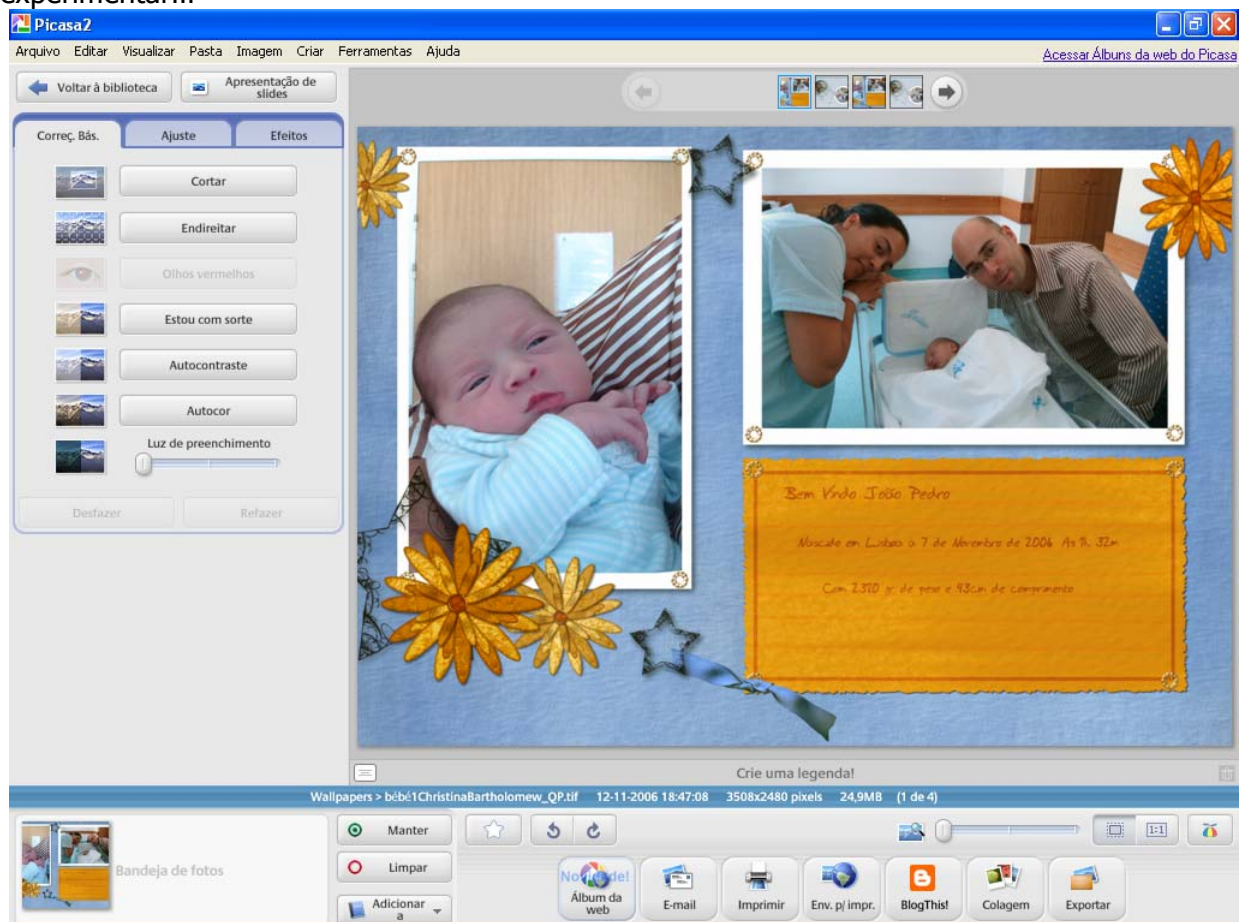 experimentar...
Picasa2
Arquivo Editar Visualizar Pasta Imagem Criar Ferramentas Ajuda
Acessar Álbuns da web do Picasa
Voltar à biblioteca
Apresentação de
slides
Correç. Bás. Ajuste Efeitos
Cortar
Endireitar
Olhos vermelhos
Estou com sorte
Autocontraste
Autocor
Luz de preenchimento
Desfazer Refazer
Bem Vindo João Pedro
Nascido em Lisboa a 7 de Novembro de 2006 As 32m
Com 2.320 gr. de peso e 43cm de comprimento
Crie uma legenda!
Wallpapers > bébé1ChristinaBartholomew_QP.tif 12-11-2006 18:47:08 3508x2480 pixels 24,9MB (1 de 4)
Bandeja de fotos
Manter
Limpar
Adicionar
a
1:1
Álbum da
web
E-mail
Imprimir
Env. p/ impr.
BlogThis!
Colagem
Exportar